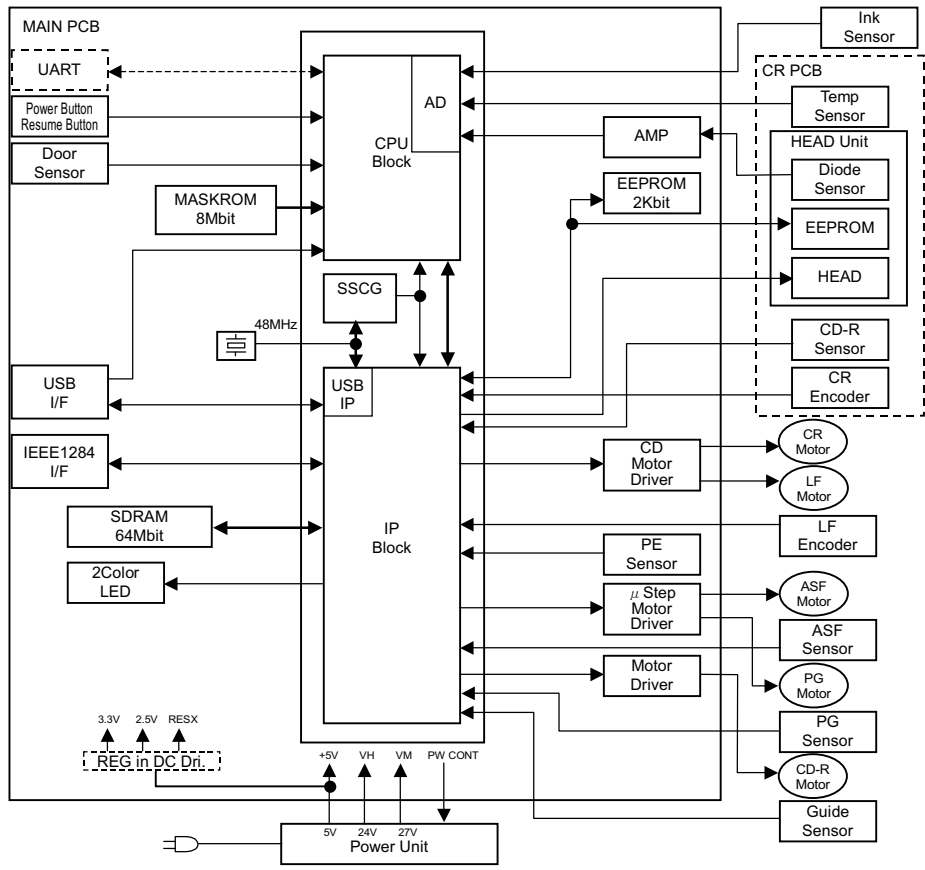 MAIN PCB
Ink
Sensor
UART
CR PCB
AD
Temp
Sensor
Power Button
Resume Button
CPU
Block
AMP
HEAD Unit
Door
Sensor
Diode
Sensor
MASKROM
8Mbit
EEPROM
2Kbit
EEPROM
HEAD
SSCG
48MHz
CD-R
Sensor
USB
I/F
USB
IP
CR
Encoder
IEEE1284
I/F
CD
Motor
Driver
CR
Motor
LF
Motor
SDRAM
64Mbit
IP
Block
LF
Encoder
PE
Sensor
2Color
LED
μ Step
Motor
Driver
ASF
Motor
ASF
Sensor
Motor
Driver
PG
Motor
3.3V
2.5V
RESX
PG
Sensor
REG in DC Dri.
+5V
VH
VM
PW CONT
CD-R
Motor
5V
24V
27V
Power Unit
Guide
Sensor